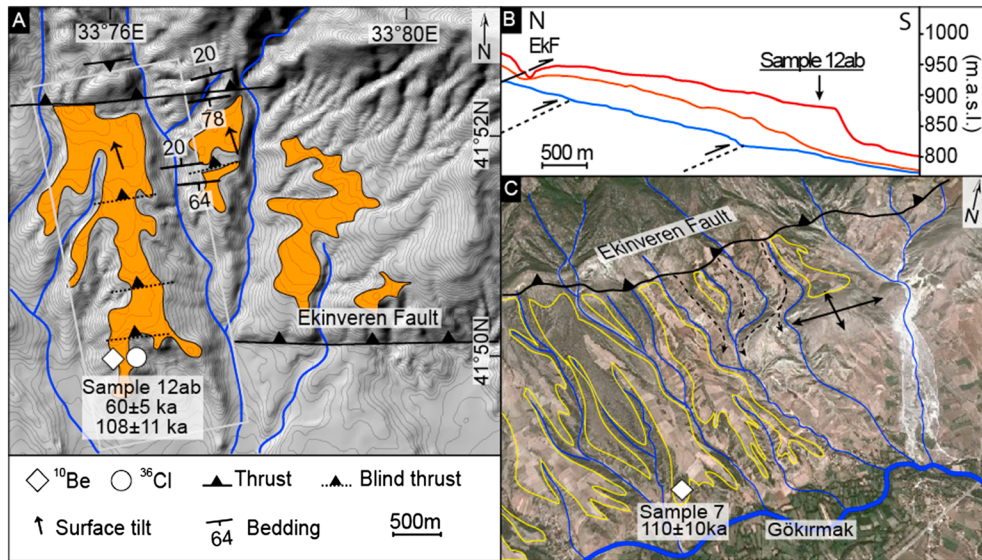 A
33°76E
33°80E
N
20
78
20
64
41°52N
41°50N
Ekinveren Fault
Sample 12ab
60±5 ka
108±11 ka
¹⁰Be
³⁶Cl
Thrust
Blind thrust
Surface tilt
64
Bedding
500m
B
N
S
EkF
Sample 12ab
1000
950
900
850
800
(m.a.s.l.)
500 m
C
N
Ekinveren Fault
Sample 7
110±10ka
Gökırmak